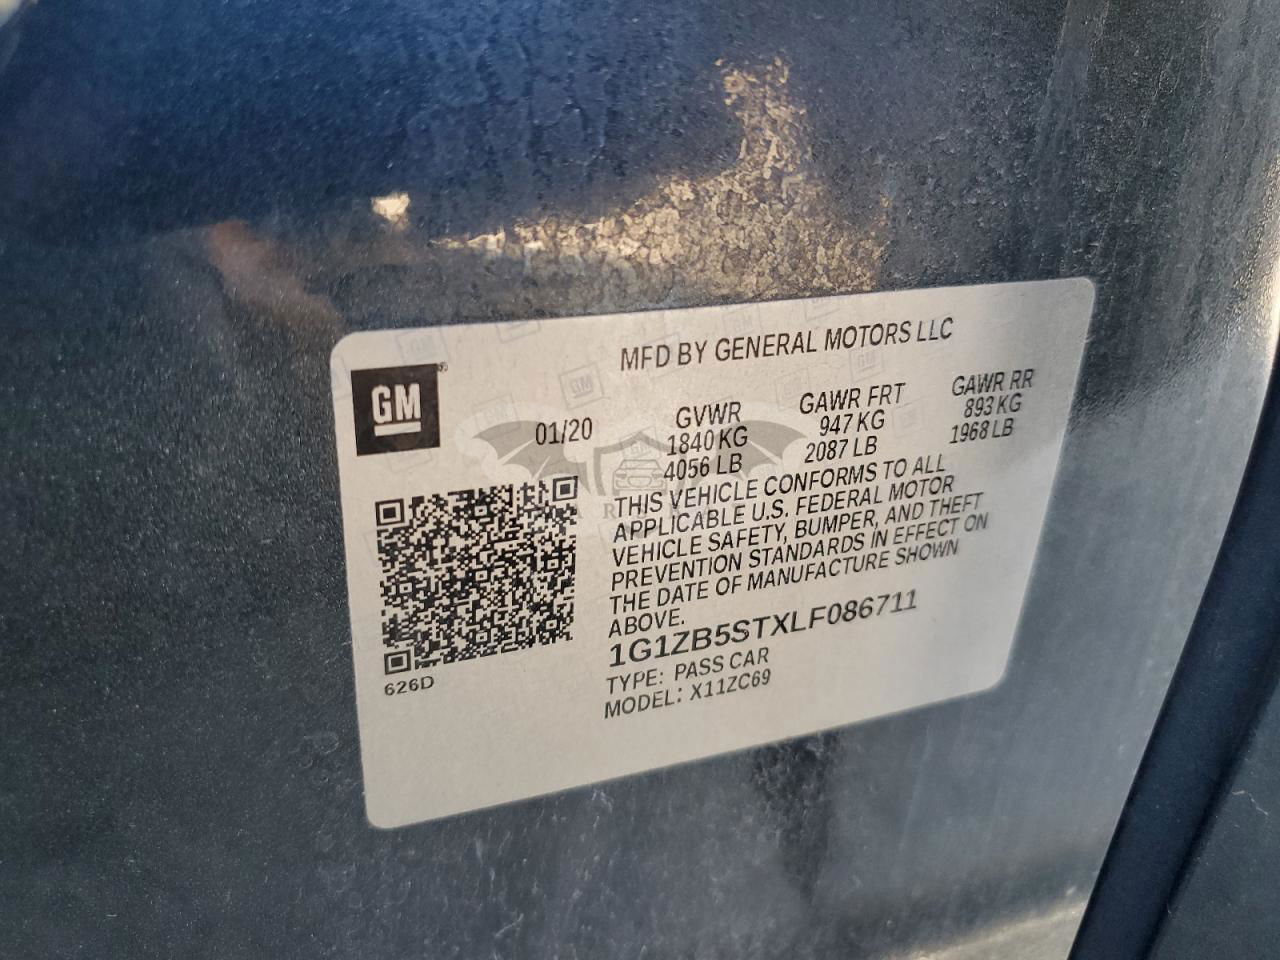 MFD BY GENERAL MOTORS LLC
GM
01/20
GVWR
1840 KG
4056 LB
GAWR FRT
947 KG
2087 LB
GAWR RR
893 KG
1968 LB
THIS VEHICLE CONFORMS TO ALL
APPLICABLE U.S. FEDERAL MOTOR
VEHICLE SAFETY, BUMPER, AND THEFT
PREVENTION STANDARDS IN EFFECT ON
THE DATE OF MANUFACTURE SHOWN
ABOVE.
1G1ZB5STXLF086711
TYPE: PASS CAR
MODEL: X11ZC69
626D